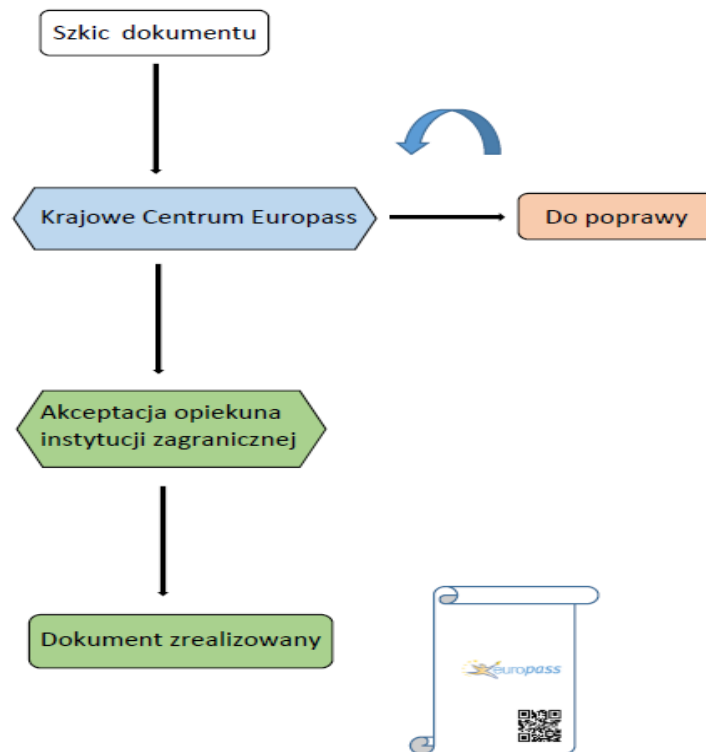 Szkic dokumentu
Krajowe Centrum Europass
Do poprawy
Akceptacja opiekuna
instytucji zagranicznej
Dokument zrealizowany
europass